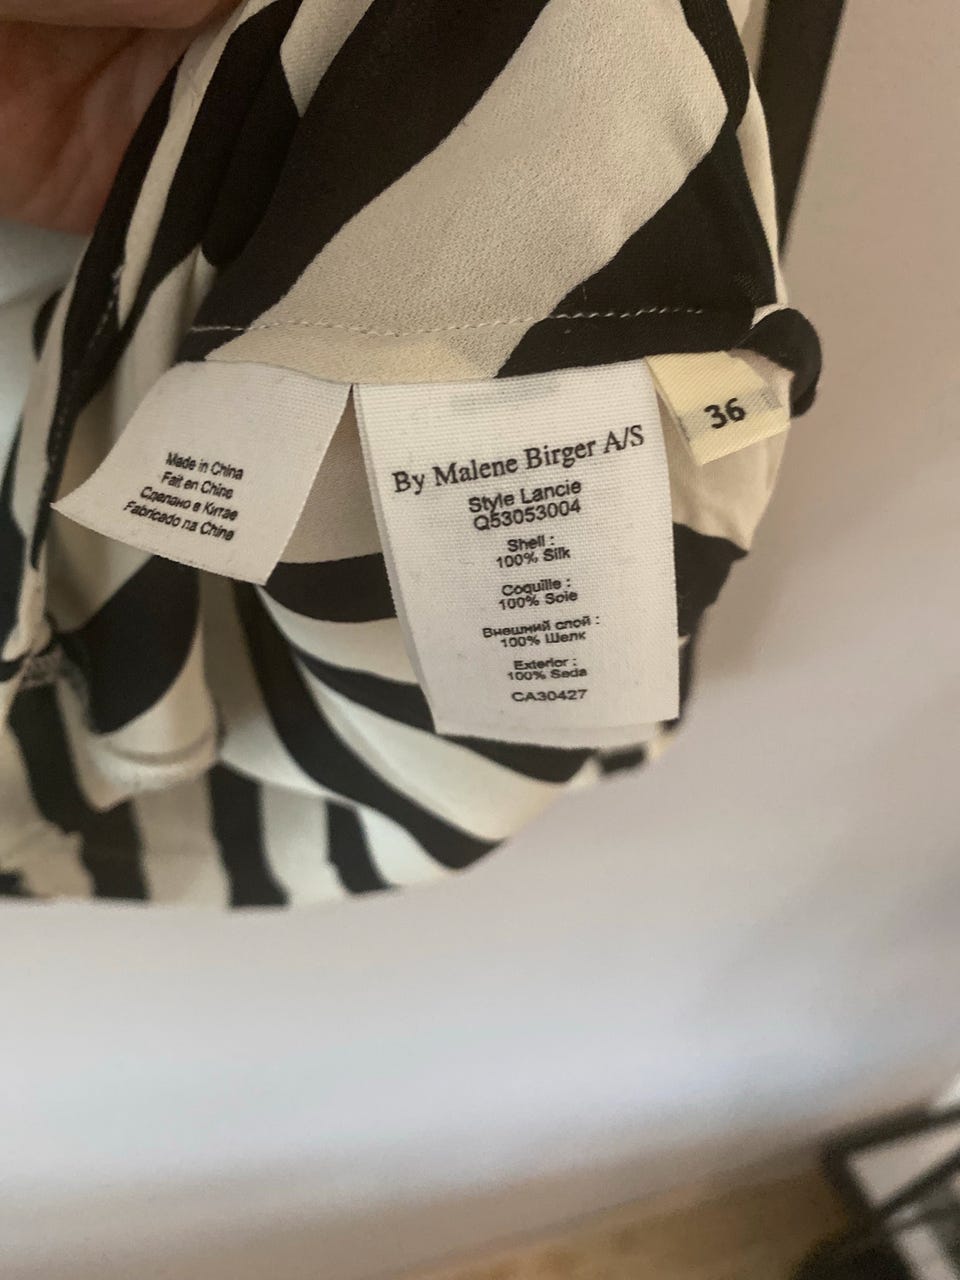 Made in China
Fait en Chine
Сделано в Китае
Fabricado na Chine
By Malene Birger A/S
Style Lancie
Q53053004
Shell :
100% Silk
Coquille :
100% Soie
Внешний слой :
100% Шелк
Exterior :
100% Seda
CA30427
36